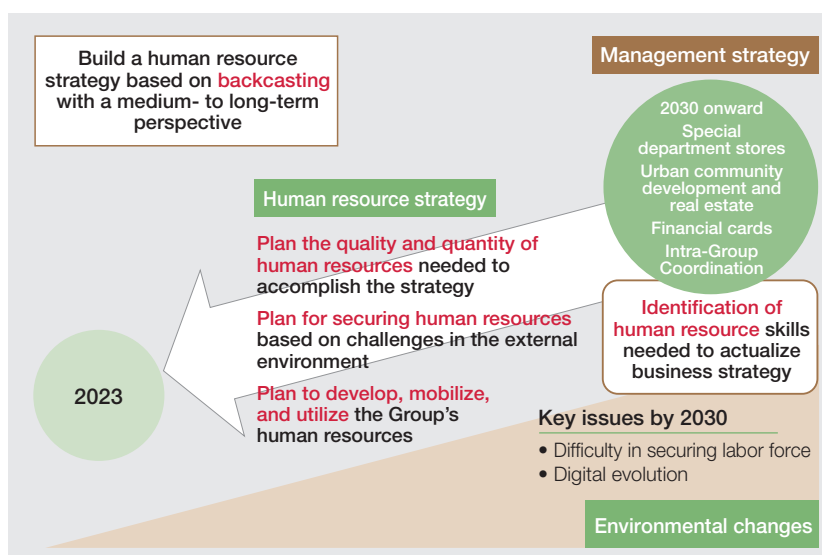 Build a human resource
strategy based on backcasting
with a medium- to long-term
perspective
Management strategy
2030 onward
Special
department stores
Urban community
development and
real estate
Financial cards
Intra-Group
Coordination
Human resource strategy
Plan the quality and quantity of
human resources needed to
accomplish the strategy
Plan for securing human resources
based on challenges in the external
environment
Plan to develop, mobilize,
and utilize the Group's
human resources
Identification of
human resource skills
needed to actualize
business strategy
2023
Key issues by 2030
• Difficulty in securing labor force
• Digital evolution
Environmental changes